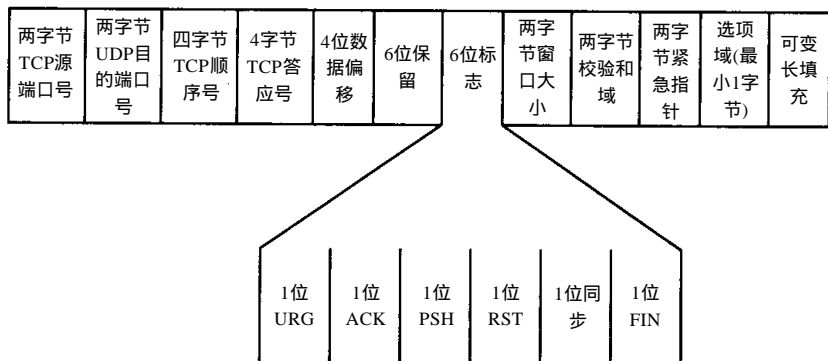 两字节
TCP源
端口号
两字节
UDP目
的端口
号
四字节
TCP顺
序号
4字节
TCP答
应号
4位数
据偏
移
6位保
留
6位标
志
两字
节窗
口大
小
两字节
校验和
域
两字
节紧
急指
针
选项
域(最
小1字
节)
可变
长填
充
1位
URG
1位
ACK
1位
PSH
1位
RST
1位同
步
1位
FIN